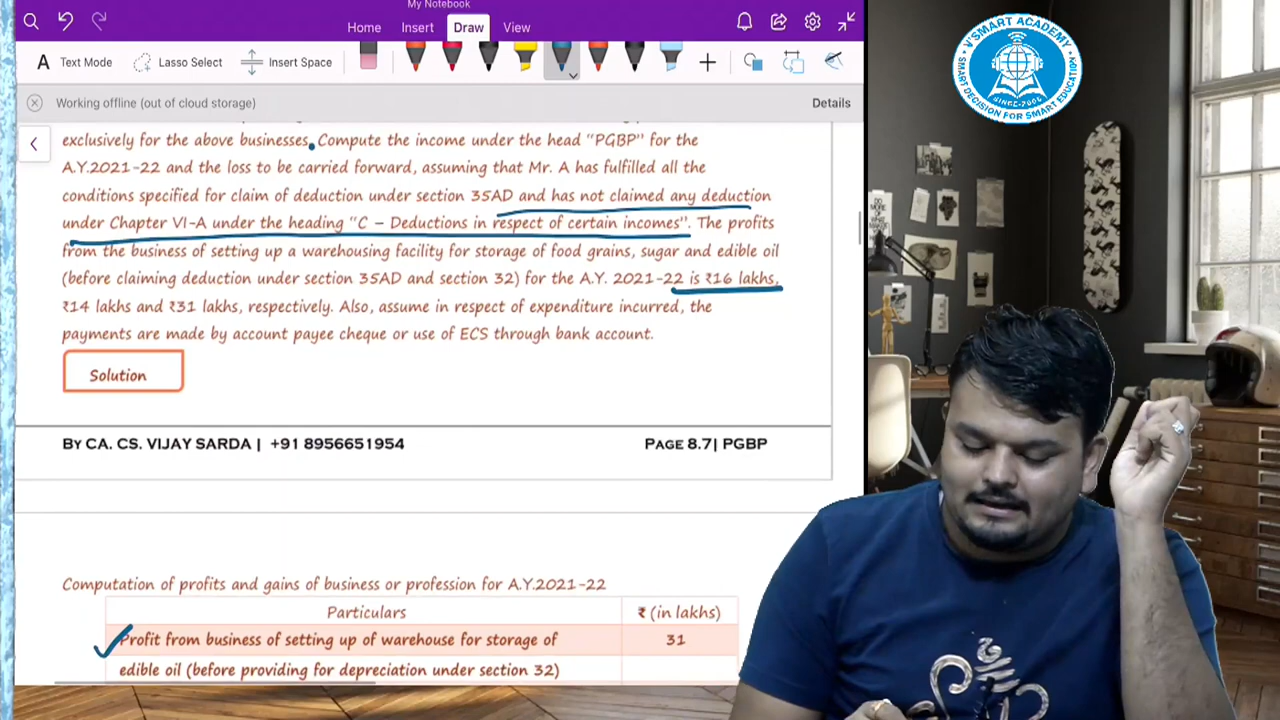 My Notebook
Home Insert Draw View
Text Mode Lasso Select Insert Space
Working offline (out of cloud storage) Details
exclusively for the above businesses. Compute the income under the head "PGBP" for the
A.Y.2021-22 and the loss to be carried forward, assuming that Mr. A has fulfilled all the
conditions specified for claim of deduction under section 35AD and has not claimed any deduction
under Chapter VI-A under the heading "C – Deductions in respect of certain incomes". The profits
from the business of setting up a warehousing facility for storage of food grains, sugar and edible oil
(before claiming deduction under section 35AD and section 32) for the A.Y. 2021-22 is ₹16 lakhs,
₹14 lakhs and ₹31 lakhs, respectively. Also, assume in respect of expenditure incurred, the
payments are made by account payee cheque or use of ECS through bank account.
Solution
BY CA. CS. VIJAY SARDA | +91 8956651954 PAGE 8.7| PGBP
Computation of profits and gains of business or profession for A.Y.2021-22
Particulars ₹ (in lakhs)
Profit from business of setting up of warehouse for storage of 31
edible oil (before providing for depreciation under section 32)
V'SMART ACADEMY
SINCE-2006
SMART DECISION FOR SMART EDUCATION